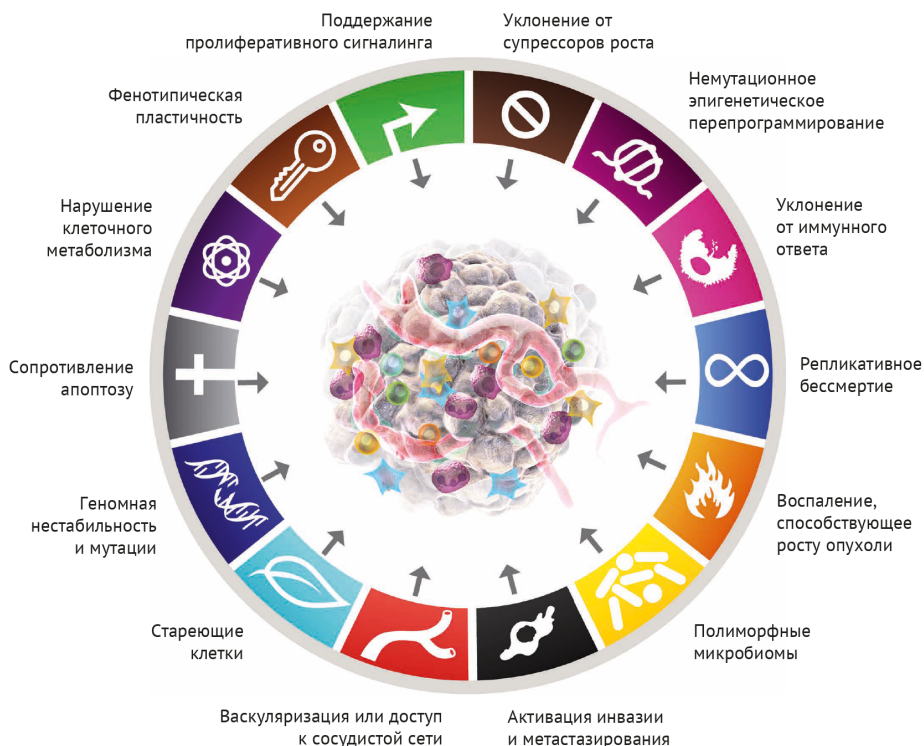 Поддержание
пролиферативного сигналинга
Уклонение от
супрессоров роста
Немутационное
эпигенетическое
перепрограммирование
Уклонение
от иммунного
ответа
Репликативное
бессмертие
Воспаление,
способствующее
росту опухоли
Полиморфные
микробиомы
Активация инвазии
и метастазирования
Васкуляризация или доступ
к сосудистой сети
Стареющие
клетки
Геномная
нестабильность
и мутации
Сопротивление
апоптозу
Нарушение
клеточного
метаболизма
Фенотипическая
пластичность